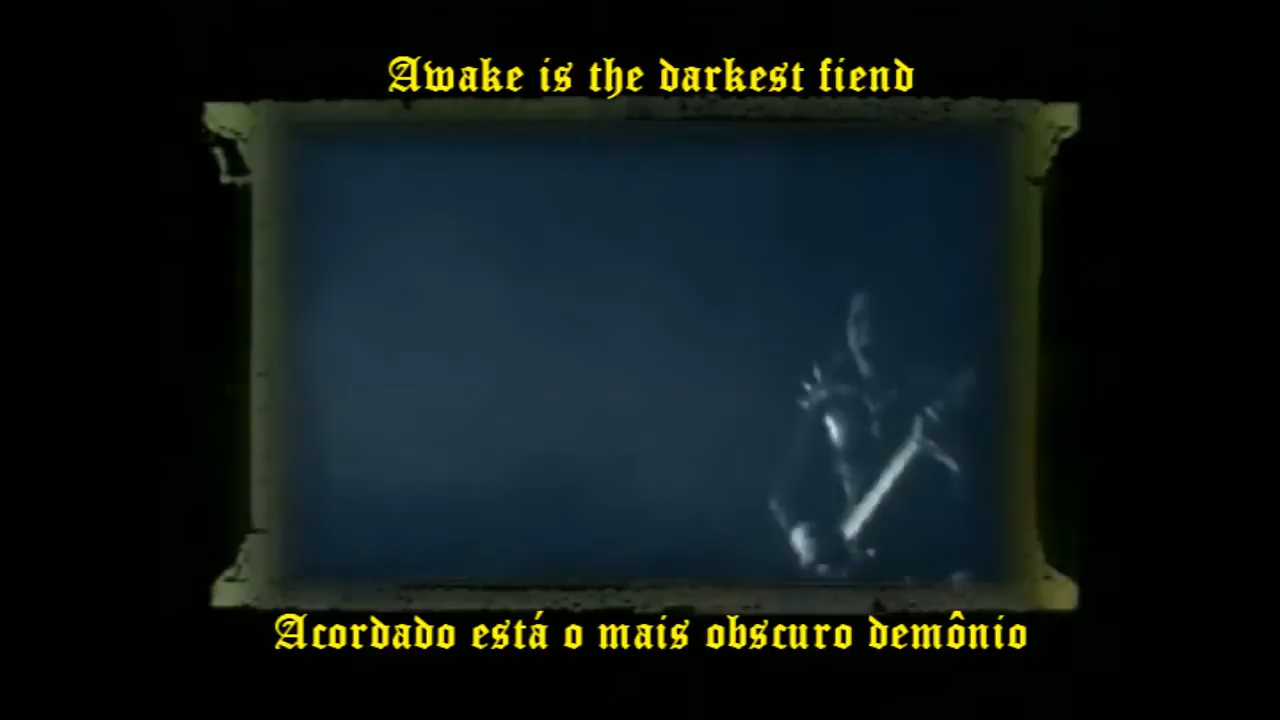 Awake is the darkest fiend
Acordado está o mais obscuro demônio